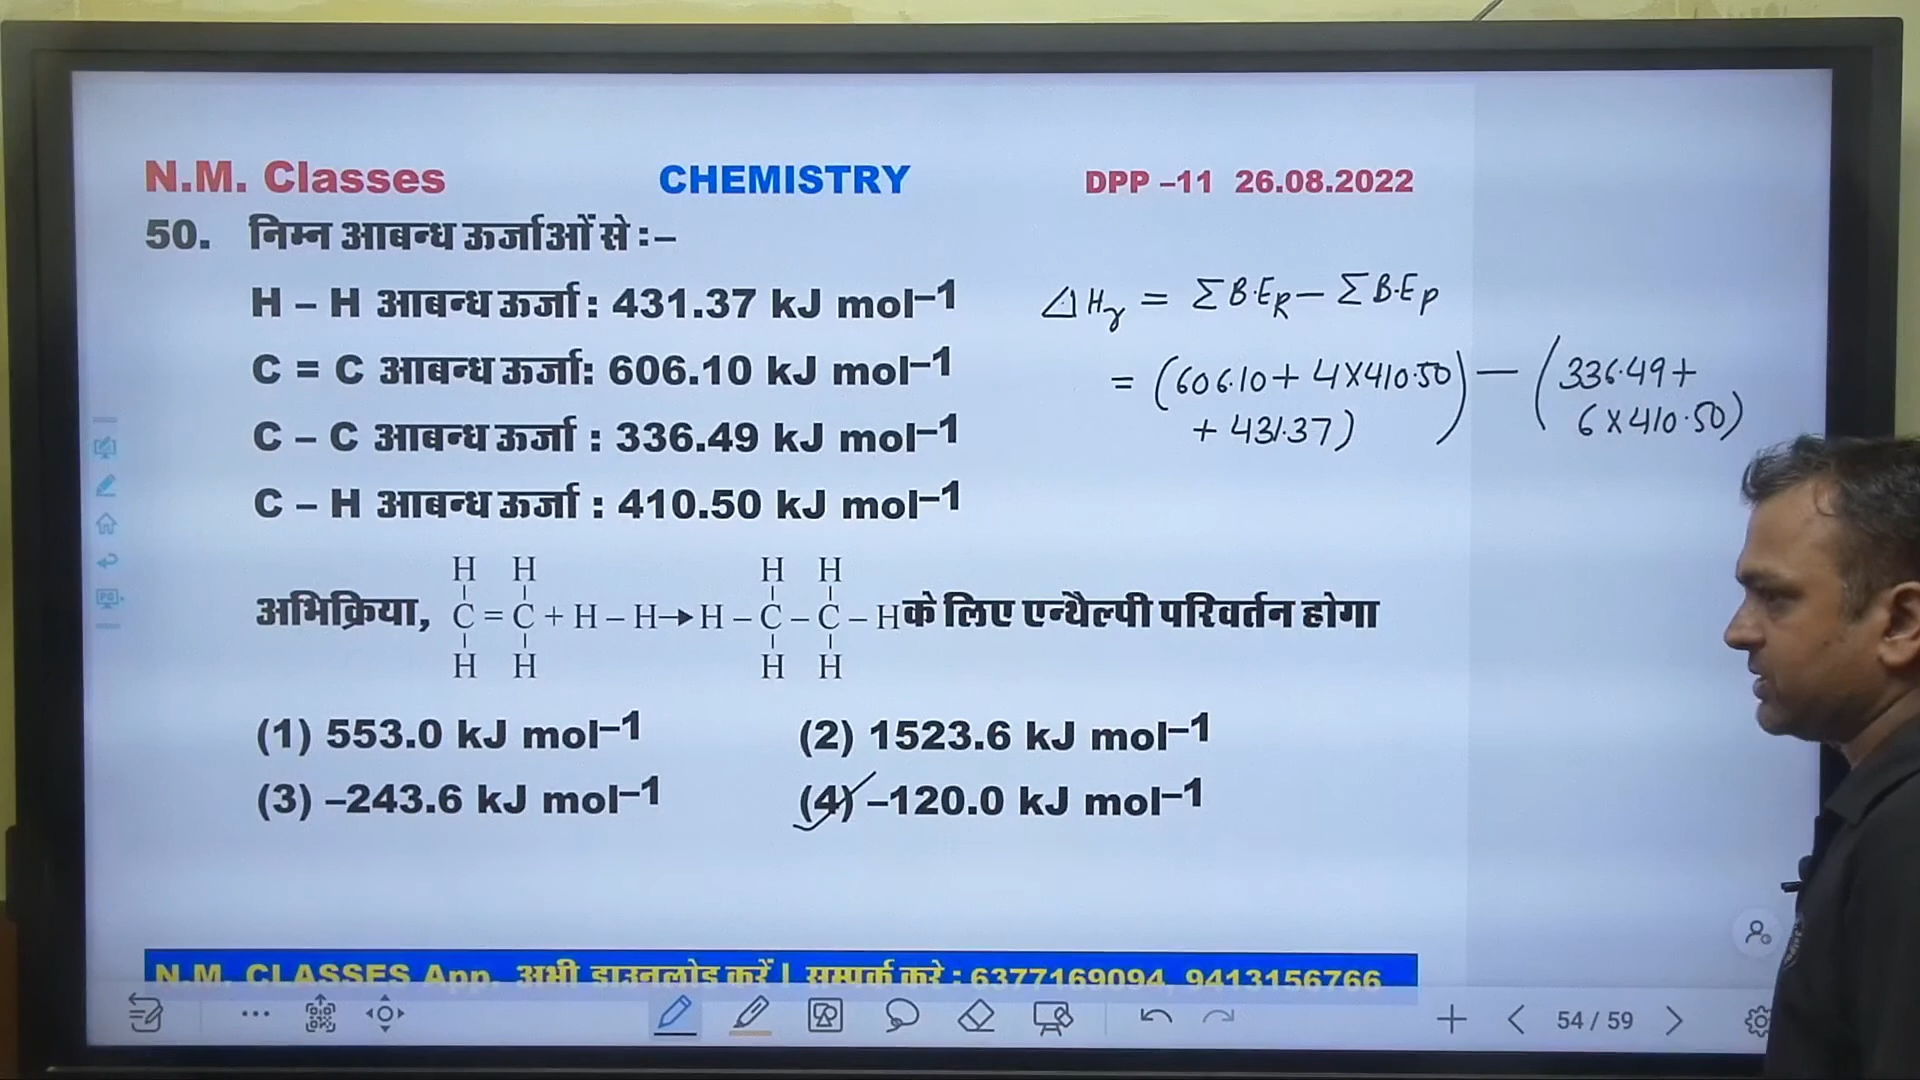 N.M. Classes CHEMISTRY DPP –11 26.08.2022
50. निम्न आबन्ध ऊर्जाओं से :–
H – H आबन्ध ऊर्जा : 431.37 kJ mol–1
C = C आबन्ध ऊर्जा: 606.10 kJ mol–1
C – C आबन्ध ऊर्जा : 336.49 kJ mol–1
C – H आबन्ध ऊर्जा : 410.50 kJ mol–1
ΔHr = ΣB.ER – ΣB.EP
= (606.10 + 4×410.50 + 431.37) – (336.49 + 6×410.50)
H H H H
अभिक्रिया, C = C + H – H → H – C – C – H के लिए एन्थैल्पी परिवर्तन होगा
H H H H
(1) 553.0 kJ mol–1 (2) 1523.6 kJ mol–1
(3) –243.6 kJ mol–1 (4) –120.0 kJ mol–1
N.M. CLASSES App. अभी डाउनलोड करें। सम्पर्क करे : 6377169094, 9413156766
54 / 59